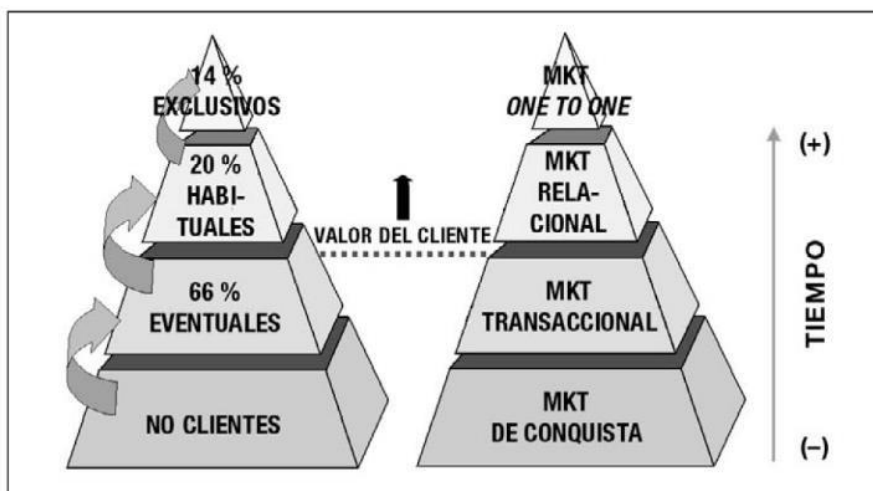 14 %
EXCLUSIVOS
20 %
HABI-
TUALES
66 %
EVENTUALES
NO CLIENTES
VALOR DEL CLIENTE
MKT
ONE TO ONE
MKT
RELA-
CIONAL
MKT
TRANSACCIONAL
MKT
DE CONQUISTA
(+)
TIEMPO
(–)